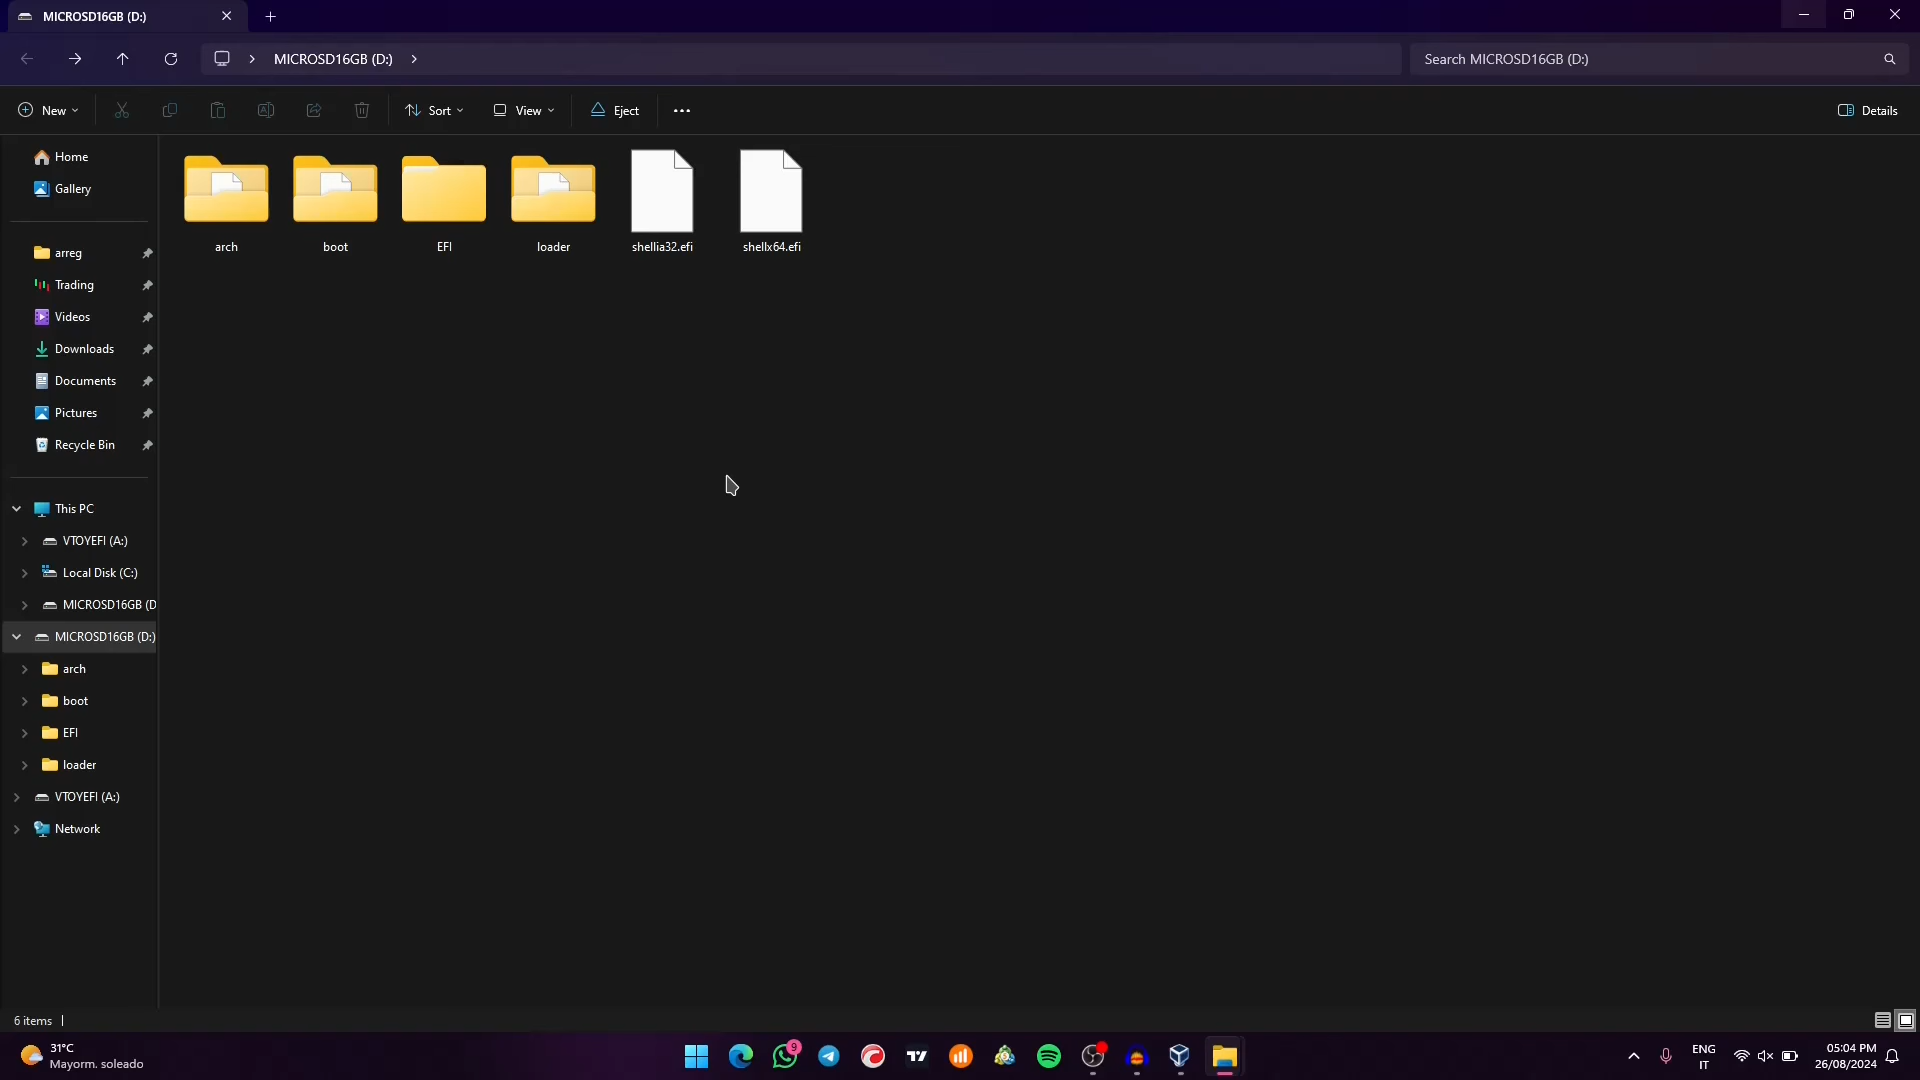 MICROSD16GB (D:)
MICROSD16GB (D:)
Search MICROSD16GB (D:)
New
Sort
View
Eject
Details
Home
Gallery
arreg
Trading
Videos
Downloads
Documents
Pictures
Recycle Bin
This PC
VTOYEFI (A:)
Local Disk (C:)
MICROSD16GB (D
MICROSD16GB (D:)
arch
boot
EFI
loader
VTOYEFI (A:)
Network
arch
boot
EFI
loader
shellia32.efi
shellx64.efi
6 items
31°C
Mayorm. soleado
9
ENG
IT
05:04 PM
26/08/2024